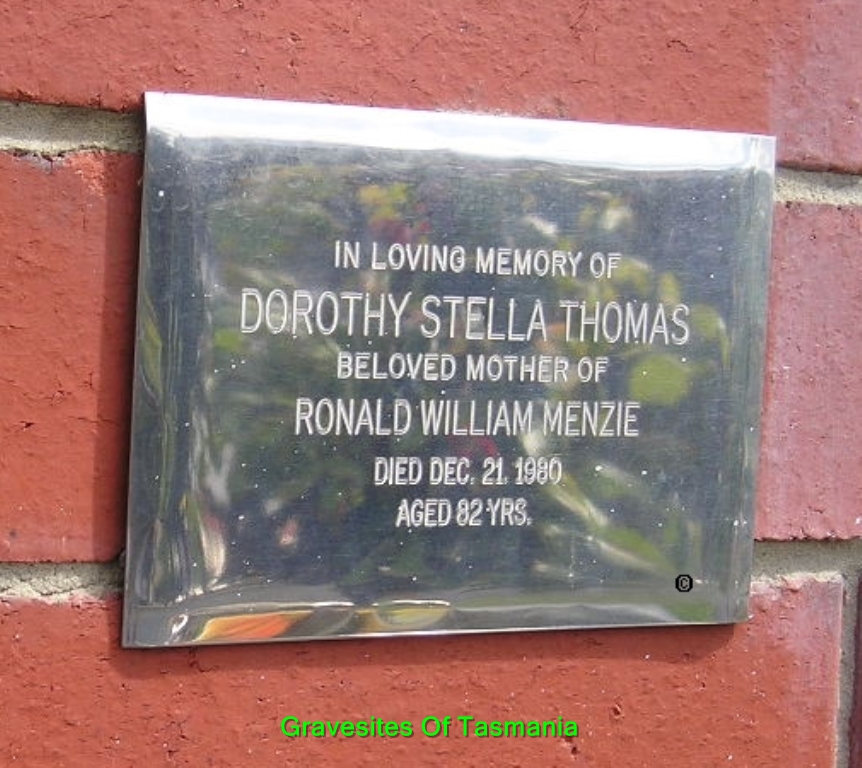 IN LOVING MEMORY OF
DOROTHY STELLA THOMAS
BELOVED MOTHER OF
RONALD WILLIAM MENZIE
DIED DEC. 21. 1980
AGED 82 YRS.
©
Gravesites Of Tasmania